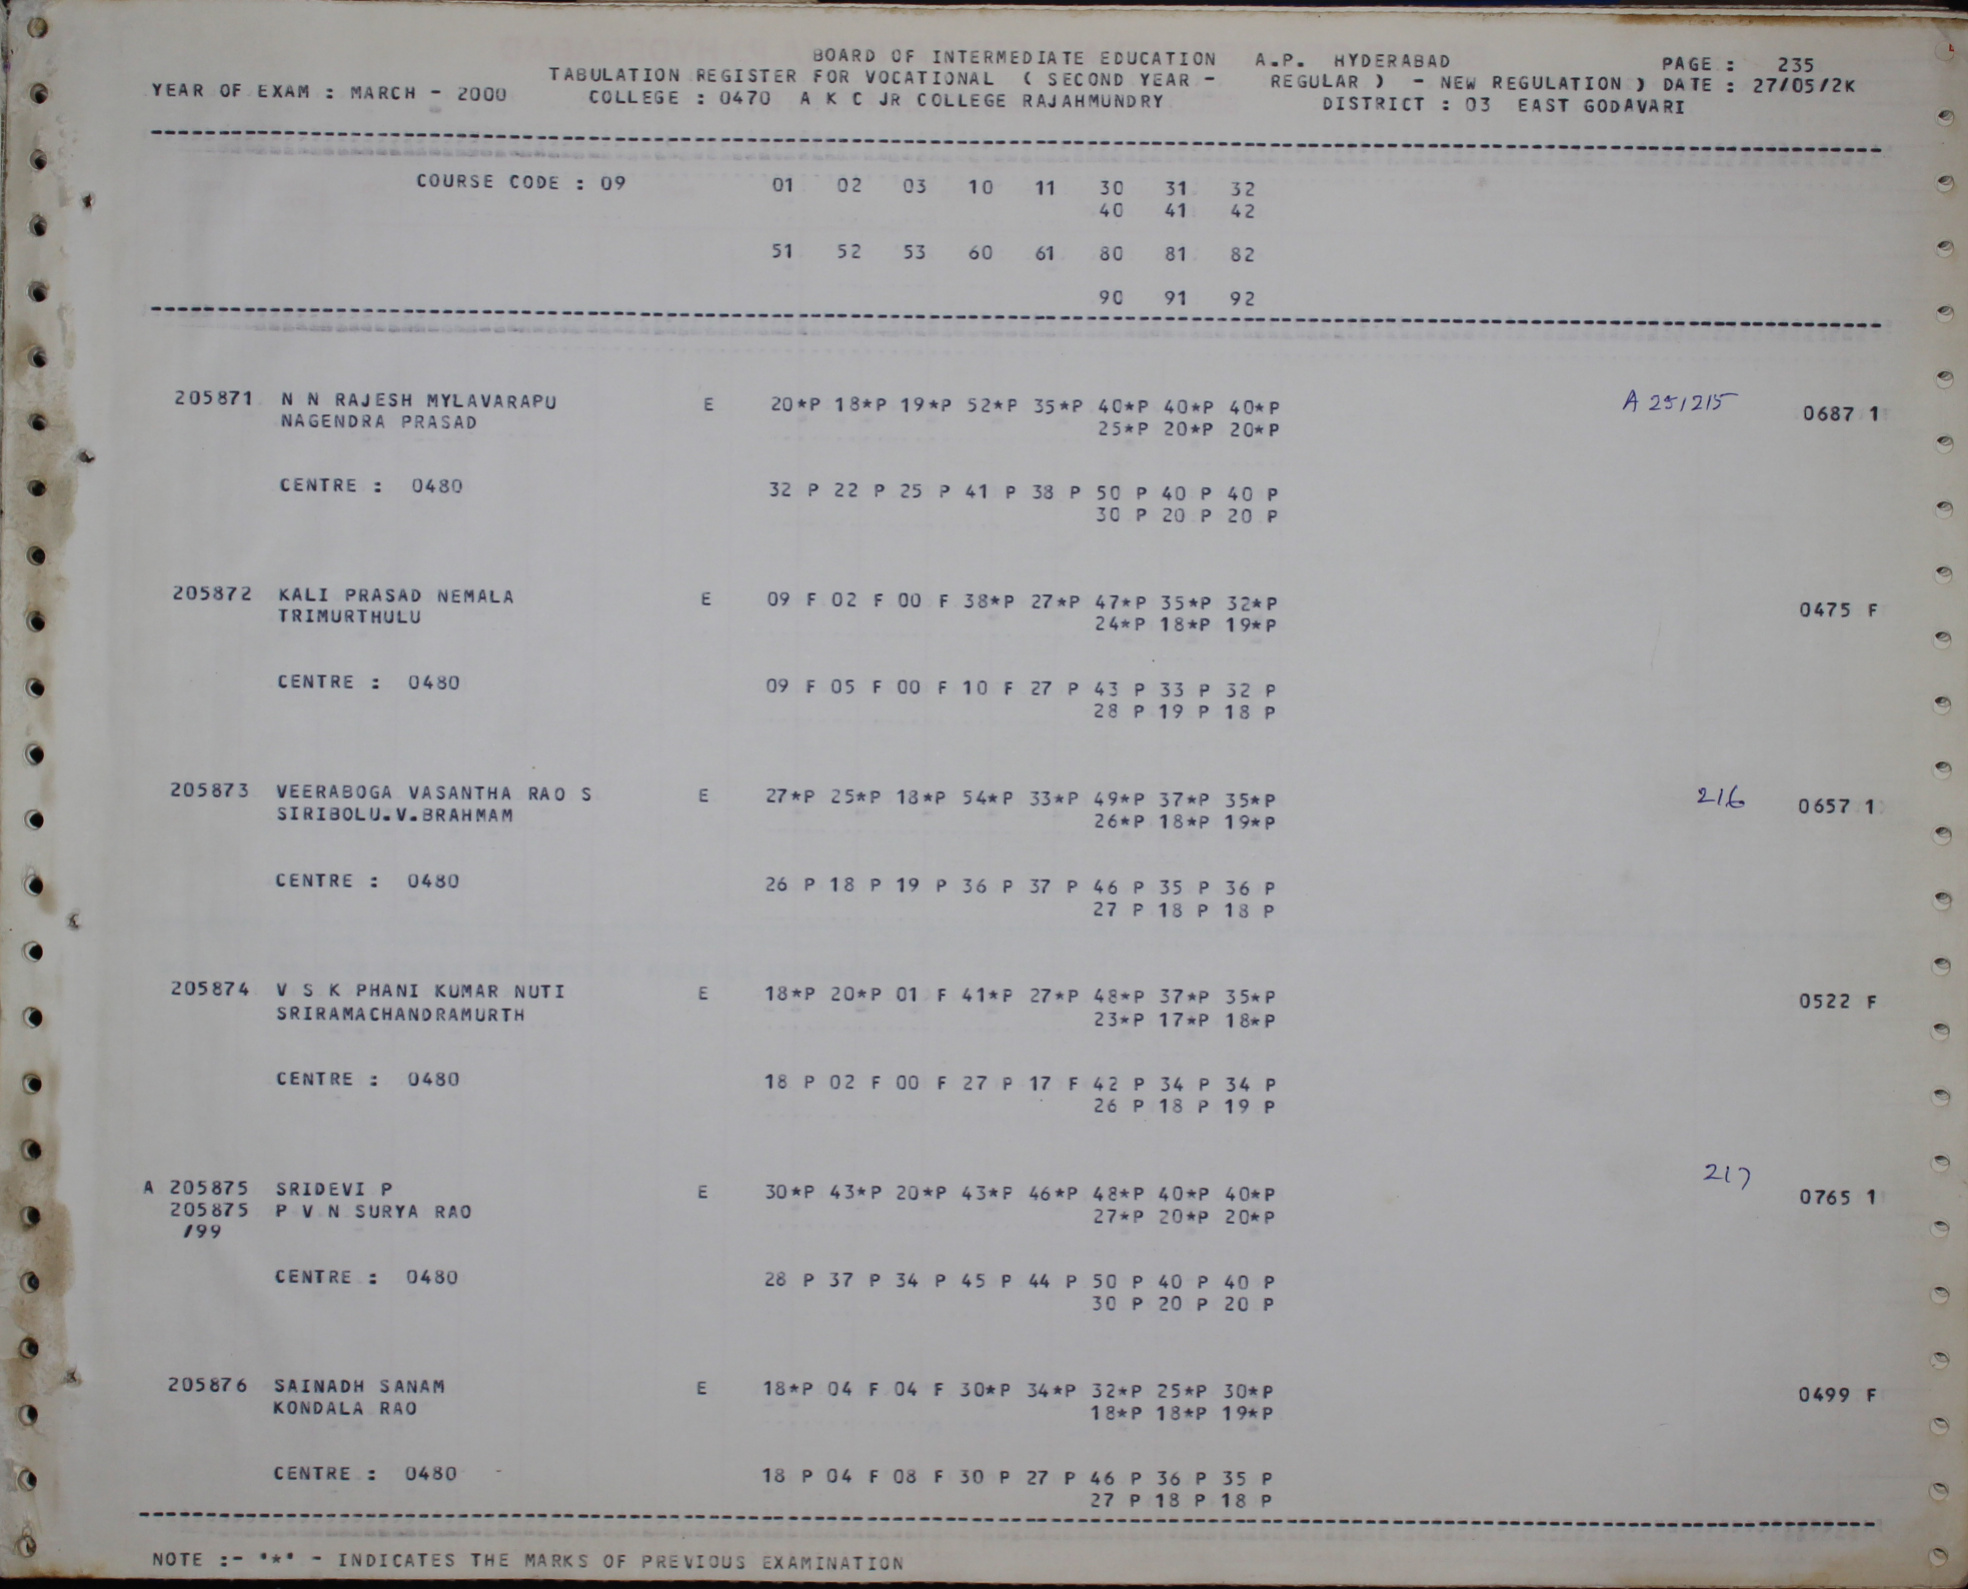 BOARD OF INTERMEDIATE EDUCATION A.P. HYDERABAD PAGE : 235
TABULATION REGISTER FOR VOCATIONAL ( SECOND YEAR - REGULAR ) - NEW REGULATION ) DATE : 27/05/2K
YEAR OF EXAM : MARCH - 2000 COLLEGE : 0470 A K C JR COLLEGE RAJAHMUNDRY DISTRICT : 03 EAST GODAVARI
COURSE CODE : 09 01 02 03 10 11 30 31 32
40 41 42
51 52 53 60 61 80 81 82
90 91 92
205871 N N RAJESH MYLAVARAPU E 20*P 18*P 19*P 52*P 35*P 40*P 40*P 40*P A 251215 0687 1
NAGENDRA PRASAD 25*P 20*P 20*P
CENTRE : 0480 32 P 22 P 25 P 41 P 38 P 50 P 40 P 40 P
30 P 20 P 20 P
205872 KALI PRASAD NEMALA E 09 F 02 F 00 F 38*P 27*P 47*P 35*P 32*P 0475 F
TRIMURTHULU 24*P 18*P 19*P
CENTRE : 0480 09 F 05 F 00 F 10 F 27 P 43 P 33 P 32 P
28 P 19 P 18 P
205873 VEERABOGA VASANTHA RAO S E 27*P 25*P 18*P 54*P 33*P 49*P 37*P 35*P 216 0657 1
SIRIBOLU.V.BRAHMAM 26*P 18*P 19*P
CENTRE : 0480 26 P 18 P 19 P 36 P 37 P 46 P 35 P 36 P
27 P 18 P 18 P
205874 V S K PHANI KUMAR NUTI E 18*P 20*P 01 F 41*P 27*P 48*P 37*P 35*P 0522 F
SRIRAMACHANDRAMURTH 23*P 17*P 18*P
CENTRE : 0480 18 P 02 F 00 F 27 P 17 F 42 P 34 P 34 P
26 P 18 P 19 P
A 205875 SRIDEVI P E 30*P 43*P 20*P 43*P 46*P 48*P 40*P 40*P 217 0765 1
205875 P V N SURYA RAO 27*P 20*P 20*P
/99
CENTRE : 0480 28 P 37 P 34 P 45 P 44 P 50 P 40 P 40 P
30 P 20 P 20 P
205876 SAINADH SANAM E 18*P 04 F 04 F 30*P 34*P 32*P 25*P 30*P 0499 F
KONDALA RAO 18*P 18*P 19*P
CENTRE : 0480 18 P 04 F 08 F 30 P 27 P 46 P 36 P 35 P
27 P 18 P 18 P
NOTE :- '*' - INDICATES THE MARKS OF PREVIOUS EXAMINATION